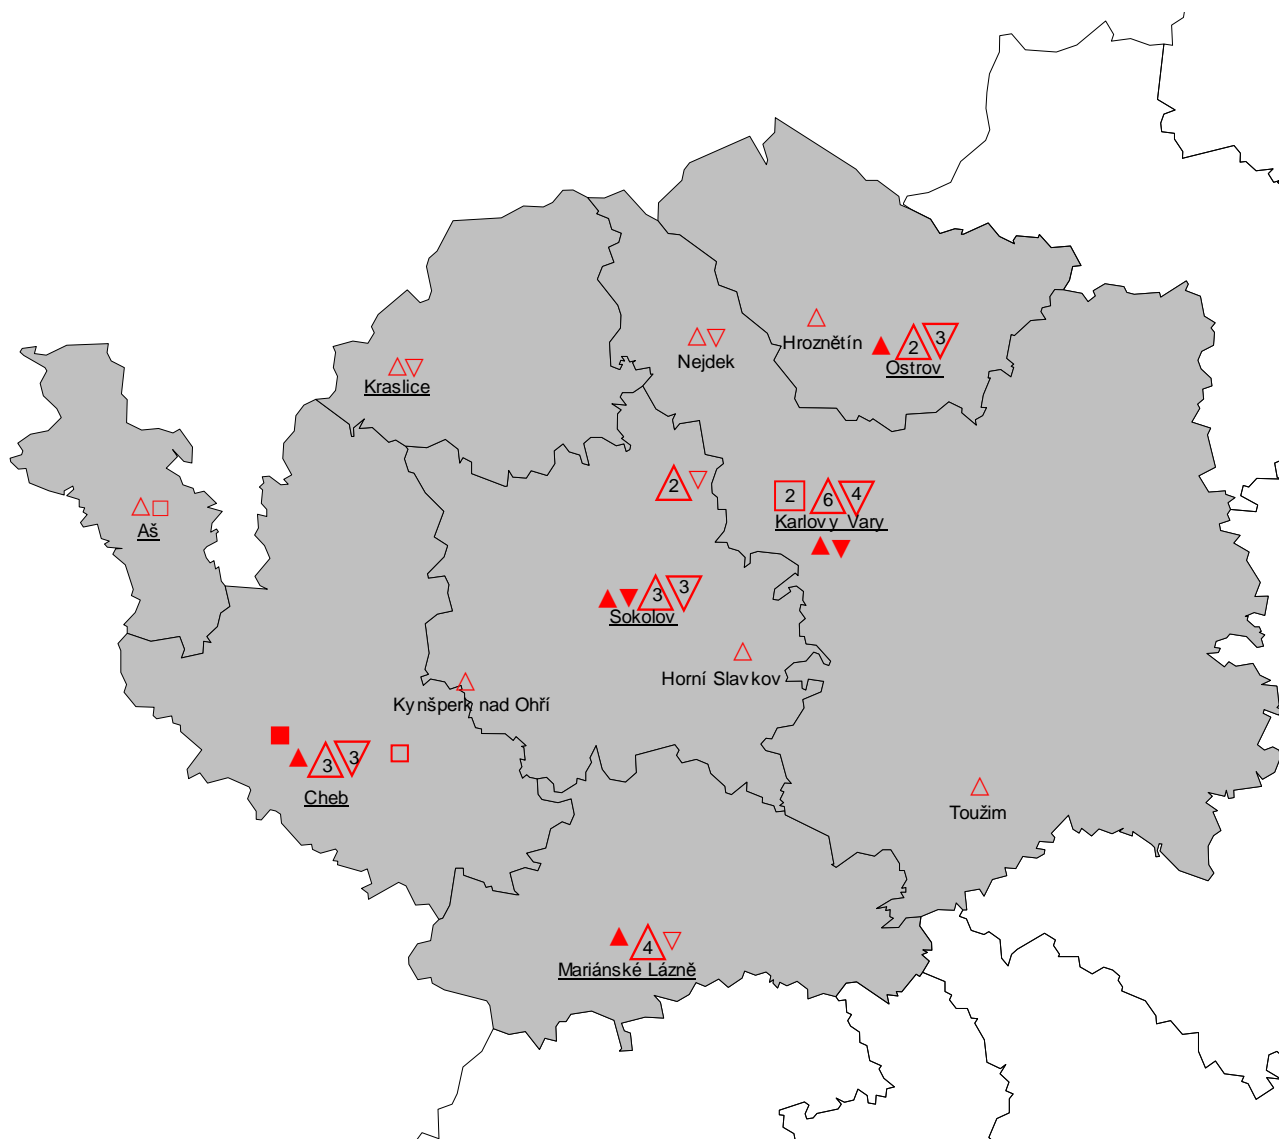 Hroznětín
2
3
Ostrov
Nejdek
Kraslice
2
2
6
4
Karlovy Vary
Aš
3
3
Sokolov
Horní Slavkov
Kynšperk nad Ohří
3
3
Cheb
Toužim
4
Mariánské Lázně